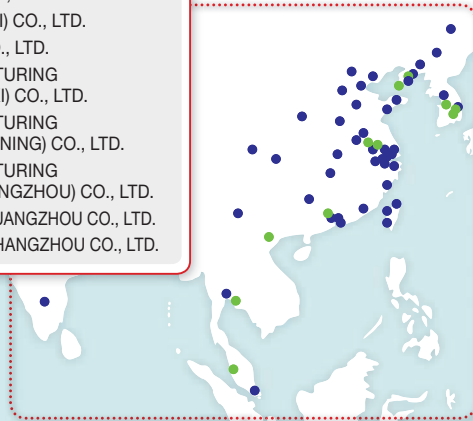 I) CO., LTD.
O., LTD.
TURING
I) CO., LTD.
TURING
NING) CO., LTD.
TURING
NGZHOU) CO., LTD.
UANGZHOU CO., LTD.
HANGZHOU CO., LTD.